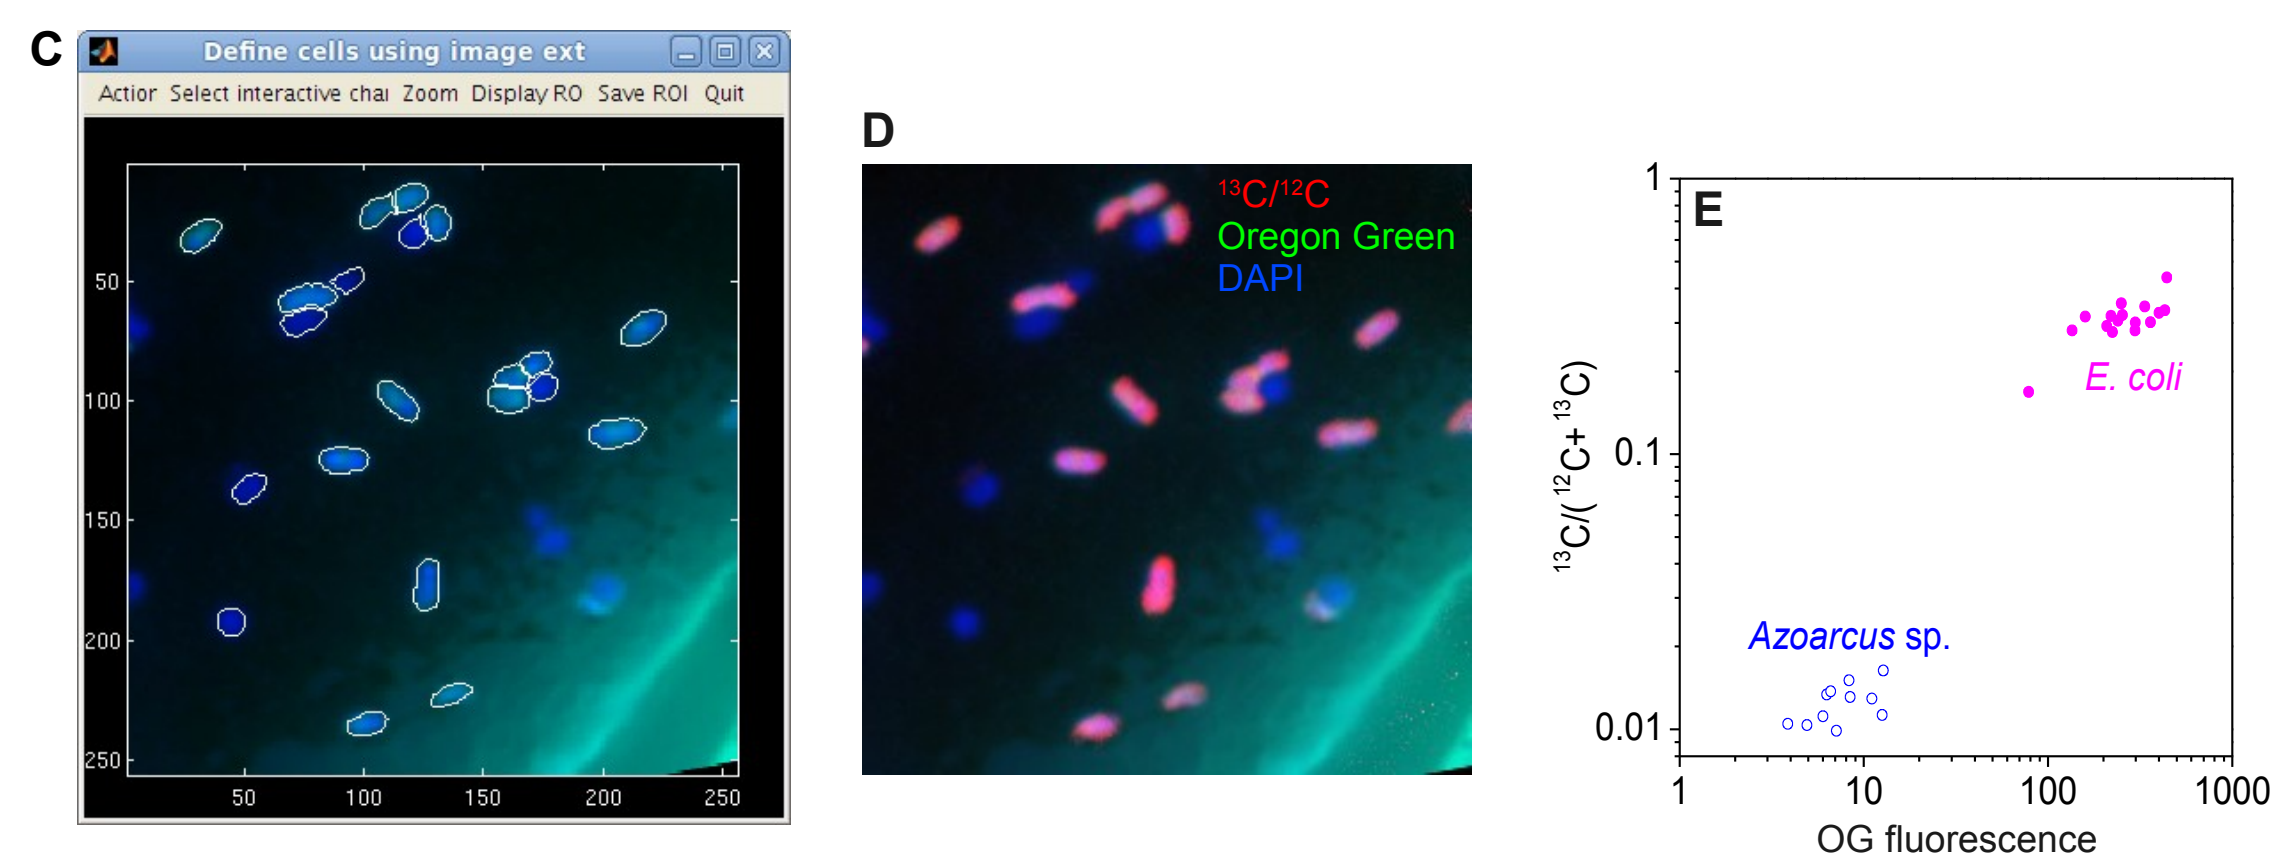 C
Define cells using image ext
Action Select interactive chai Zoom Display RO Save ROI Quit
50
100
150
200
250
50 100 150 200 250
D
¹³C/¹²C
Oregon Green
DAPI
E
1
0.1
0.01
¹³C/(¹²C+¹³C)
E. coli
Azoarcus sp.
1 10 100 1000
OG fluorescence